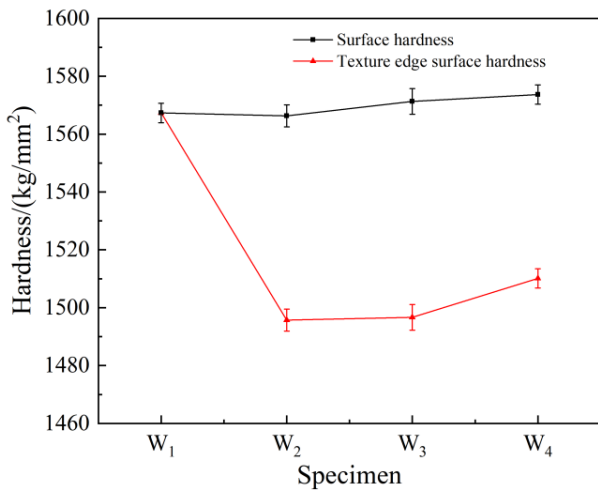 Surface hardness
Texture edge surface hardness
Hardness/(kg/mm²)
1600
1580
1560
1540
1520
1500
1480
1460
W₁ W₂ W₃ W₄
Specimen